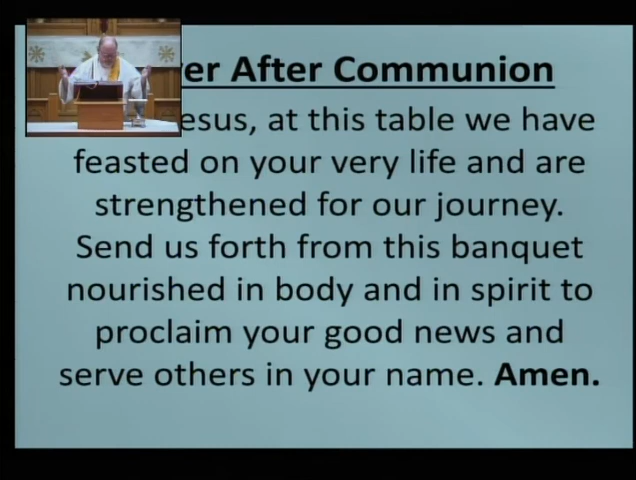 er After Communion
esus, at this table we have
feasted on your very life and are
strengthened for our journey.
Send us forth from this banquet
nourished in body and in spirit to
proclaim your good news and
serve others in your name. Amen.